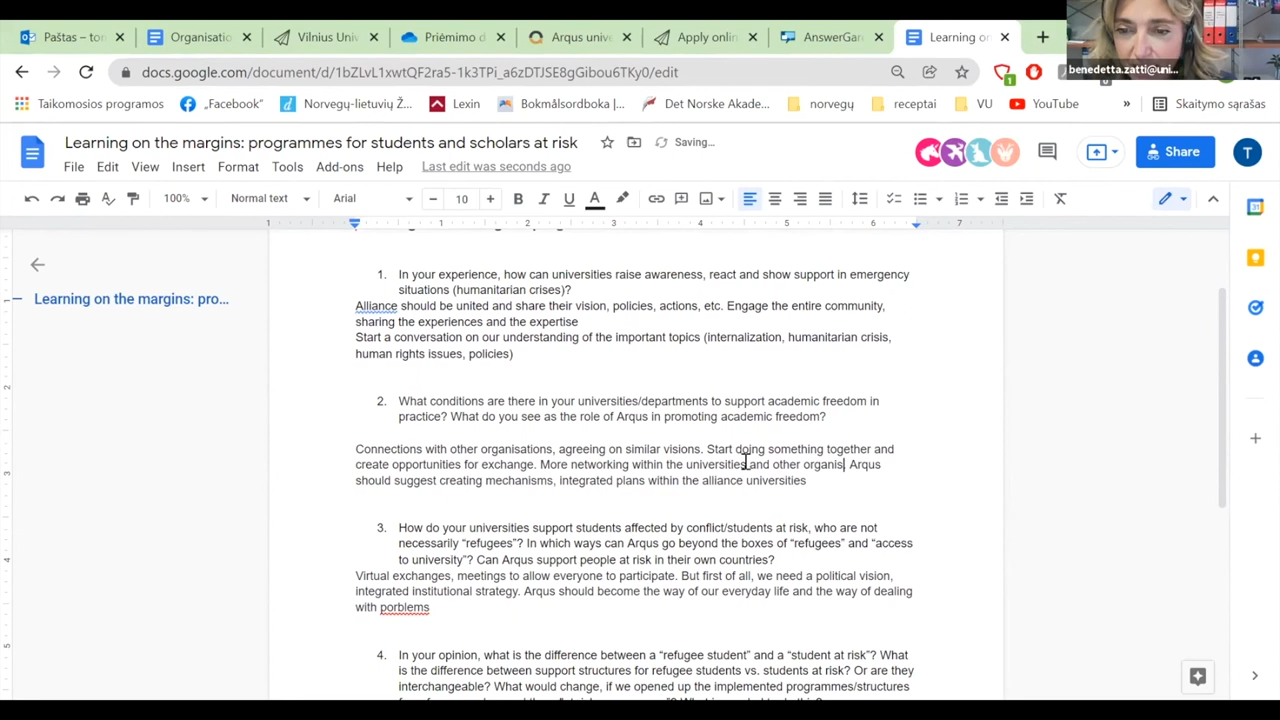 Paštas – tor
Organisatio
Vilnius Univ
Priėmimo d
Arqus unive
Apply onlin
AnswerGard
Learning on
docs.google.com/document/d/1bZLvL1xwtQF2ra5-1k3TPi_a6zDTJSE8gGibou6TKy0/edit
benedetta.zatti@uni...
Taikomosios programos
„Facebook“
Norvegų-lietuvių Ž...
Lexin
Bokmålsordboka |...
Det Norske Akade...
norvegų
receptai
VU
YouTube
»
Skaitymo sąrašas
Learning on the margins: programmes for students and scholars at risk
Saving...
Share
T
File Edit View Insert Format Tools Add-ons Help Last edit was seconds ago
100% Normal text Arial 10 B I U A
1 1 2 3 4 5 6 7
Learning on the margins: pro...
1. In your experience, how can universities raise awareness, react and show support in emergency
situations (humanitarian crises)?
Alliance should be united and share their vision, policies, actions, etc. Engage the entire community,
sharing the experiences and the expertise
Start a conversation on our understanding of the important topics (internalization, humanitarian crisis,
human rights issues, policies)
2. What conditions are there in your universities/departments to support academic freedom in
practice? What do you see as the role of Arqus in promoting academic freedom?
Connections with other organisations, agreeing on similar visions. Start doing something together and
create opportunities for exchange. More networking within the universities and other organis Arqus
should suggest creating mechanisms, integrated plans within the alliance universities
3. How do your universities support students affected by conflict/students at risk, who are not
necessarily “refugees”? In which ways can Arqus go beyond the boxes of “refugees” and “access
to university”? Can Arqus support people at risk in their own countries?
Virtual exchanges, meetings to allow everyone to participate. But first of all, we need a political vision,
integrated institutional strategy. Arqus should become the way of our everyday life and the way of dealing
with porblems
4. In your opinion, what is the difference between a “refugee student” and a “student at risk”? What
is the difference between support structures for refugee students vs. students at risk? Or are they
interchangeable? What would change, if we opened up the implemented programmes/structures